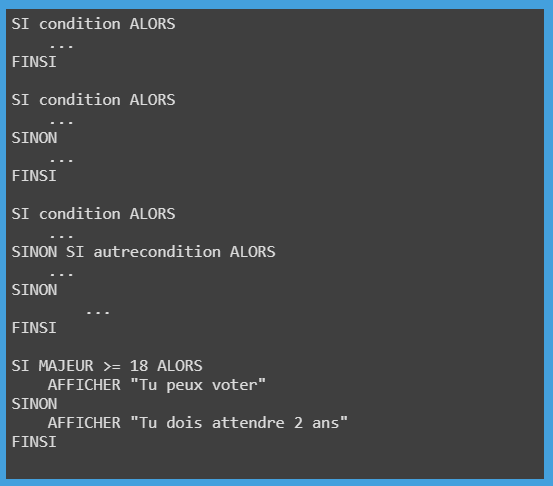 SI condition ALORS
...
FINSI
SI condition ALORS
...
SINON
...
FINSI
SI condition ALORS
...
SINON SI autrecondition ALORS
...
SINON
...
FINSI
SI MAJEUR >= 18 ALORS
AFFICHER "Tu peux voter"
SINON
AFFICHER "Tu dois attendre 2 ans"
FINSI